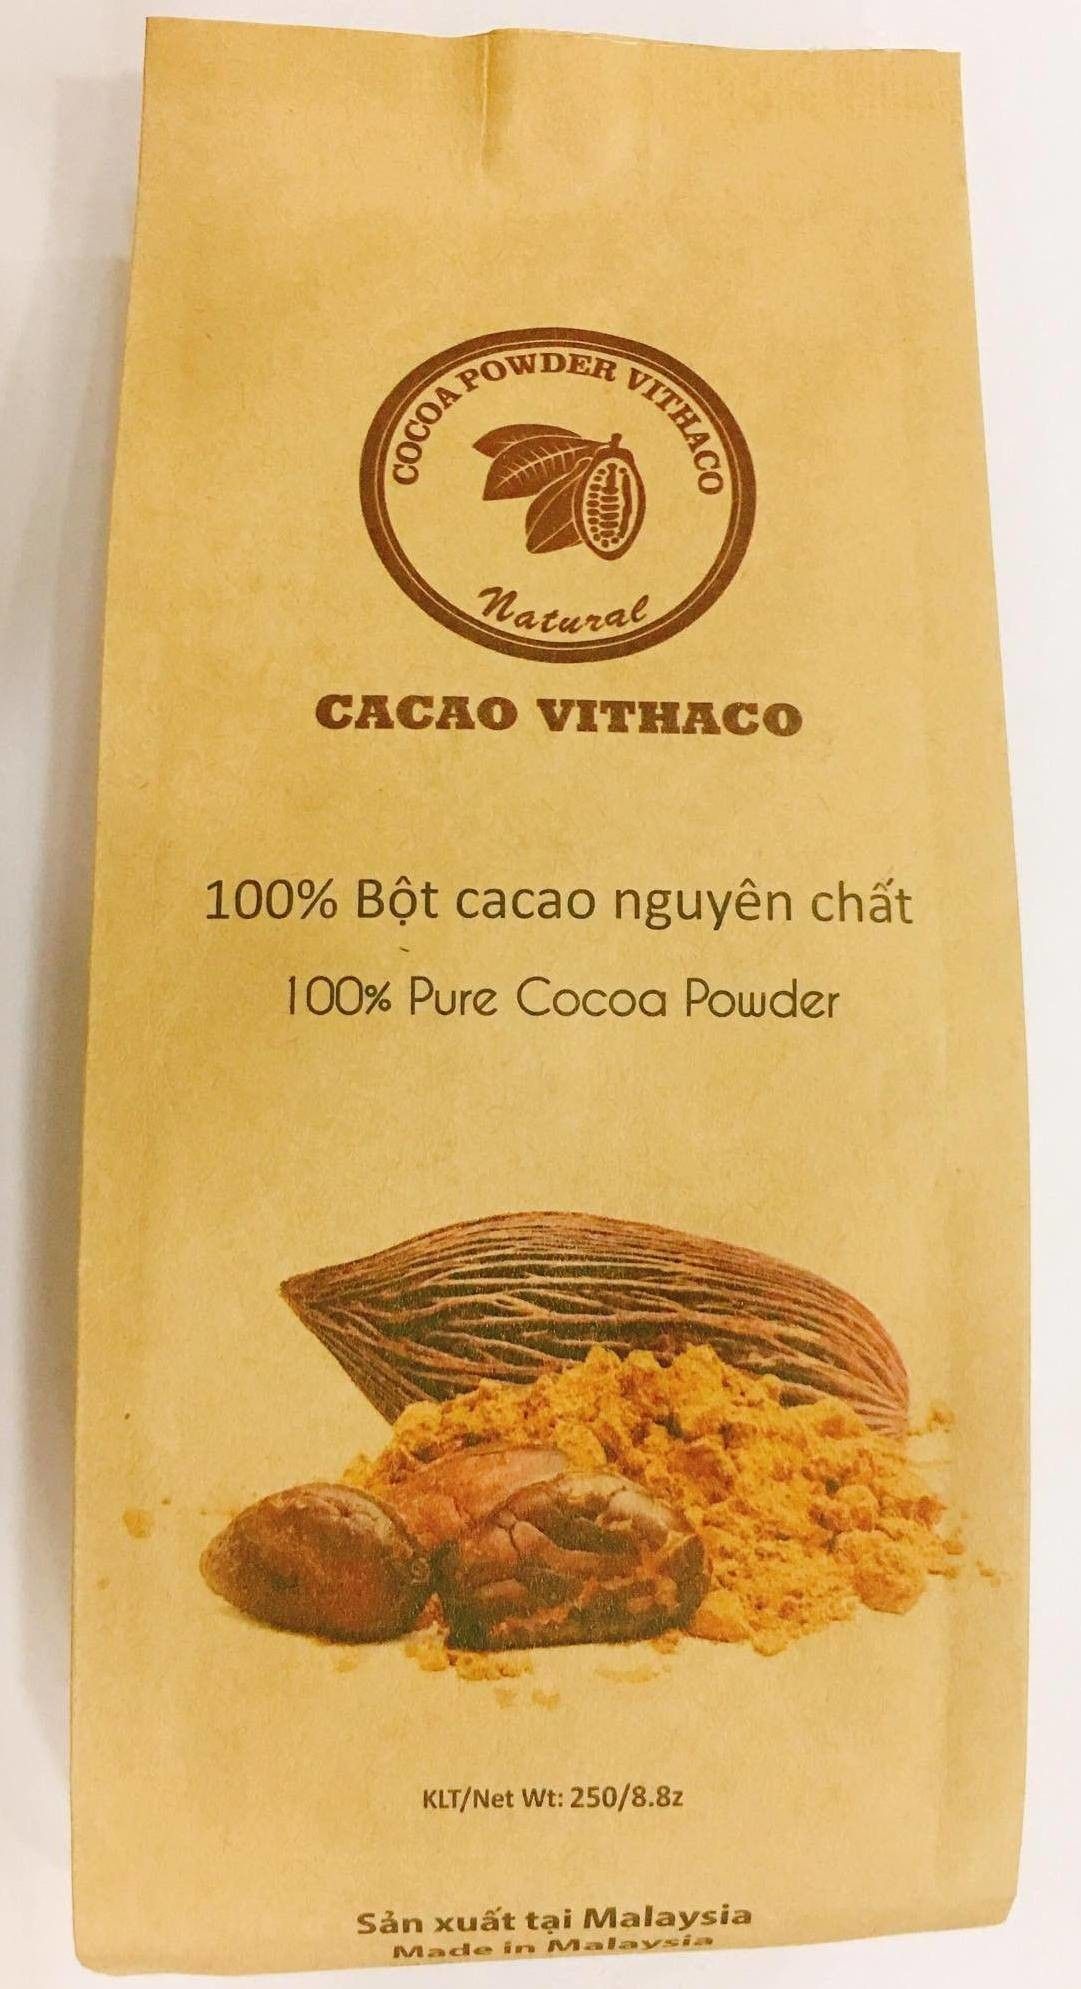 COCOA POWDER VITHACO
Natural
CACAO VITHACO
100% Bột cacao nguyên chất
100% Pure Cocoa Powder
KLT/Net Wt: 250/8.8z
Sản xuất tại Malaysia
Made in Malaysia